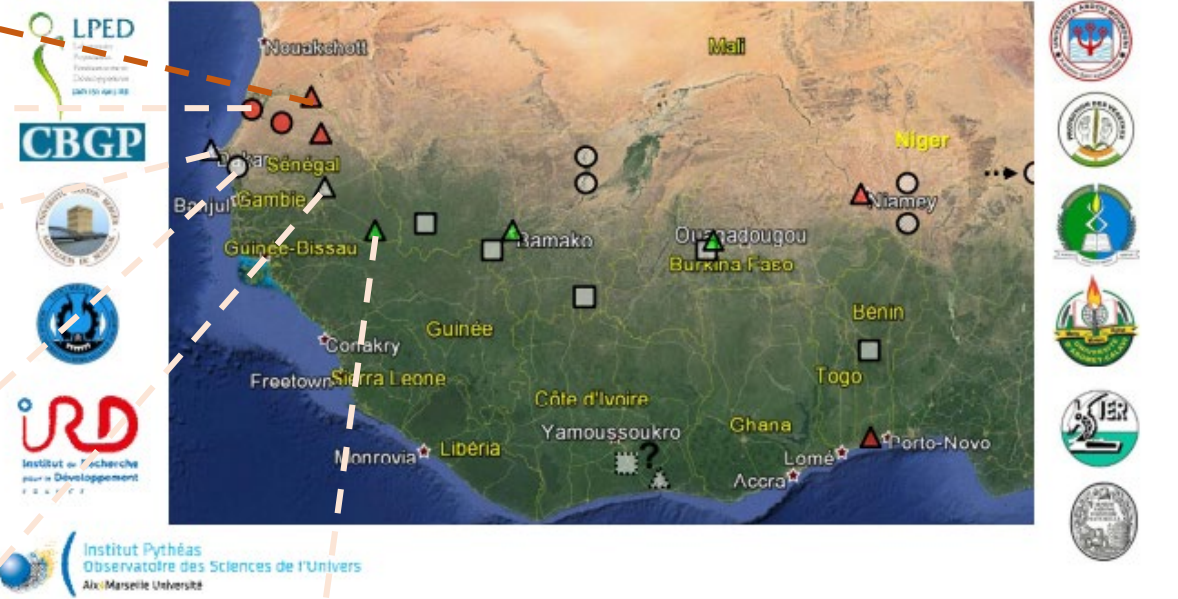 LPED
CBGP
IRD
Institut de Recherche
pour le Développement
FRANCE
Nouakchott
Mali
Niger
Dakar
Sénégal
Banjul
Gambie
Niamey
Guinée-Bissau
Bamako
Ouagadougou
Burkina Faso
Bénin
Guinée
Conakry
Freetown
Sierra Leone
Togo
Côte d'Ivoire
Ghana
Yamoussoukro
?
Monrovia
Libéria
Lomé
Porto-Novo
Accra
IER
Institut Pythéas
Observatoire des Sciences de l'Univers
Aix*Marseille Université